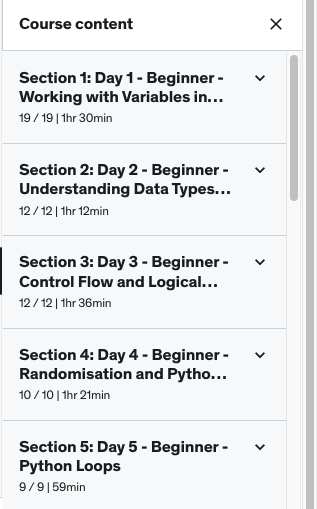 Course content
Section 1: Day 1 - Beginner -
Working with Variables in...
19 / 19 | 1hr 30min
Section 2: Day 2 - Beginner -
Understanding Data Types...
12 / 12 | 1hr 12min
Section 3: Day 3 - Beginner -
Control Flow and Logical...
12 / 12 | 1hr 36min
Section 4: Day 4 - Beginner -
Randomisation and Pytho...
10 / 10 | 1hr 21min
Section 5: Day 5 - Beginner -
Python Loops
9 / 9 | 59min